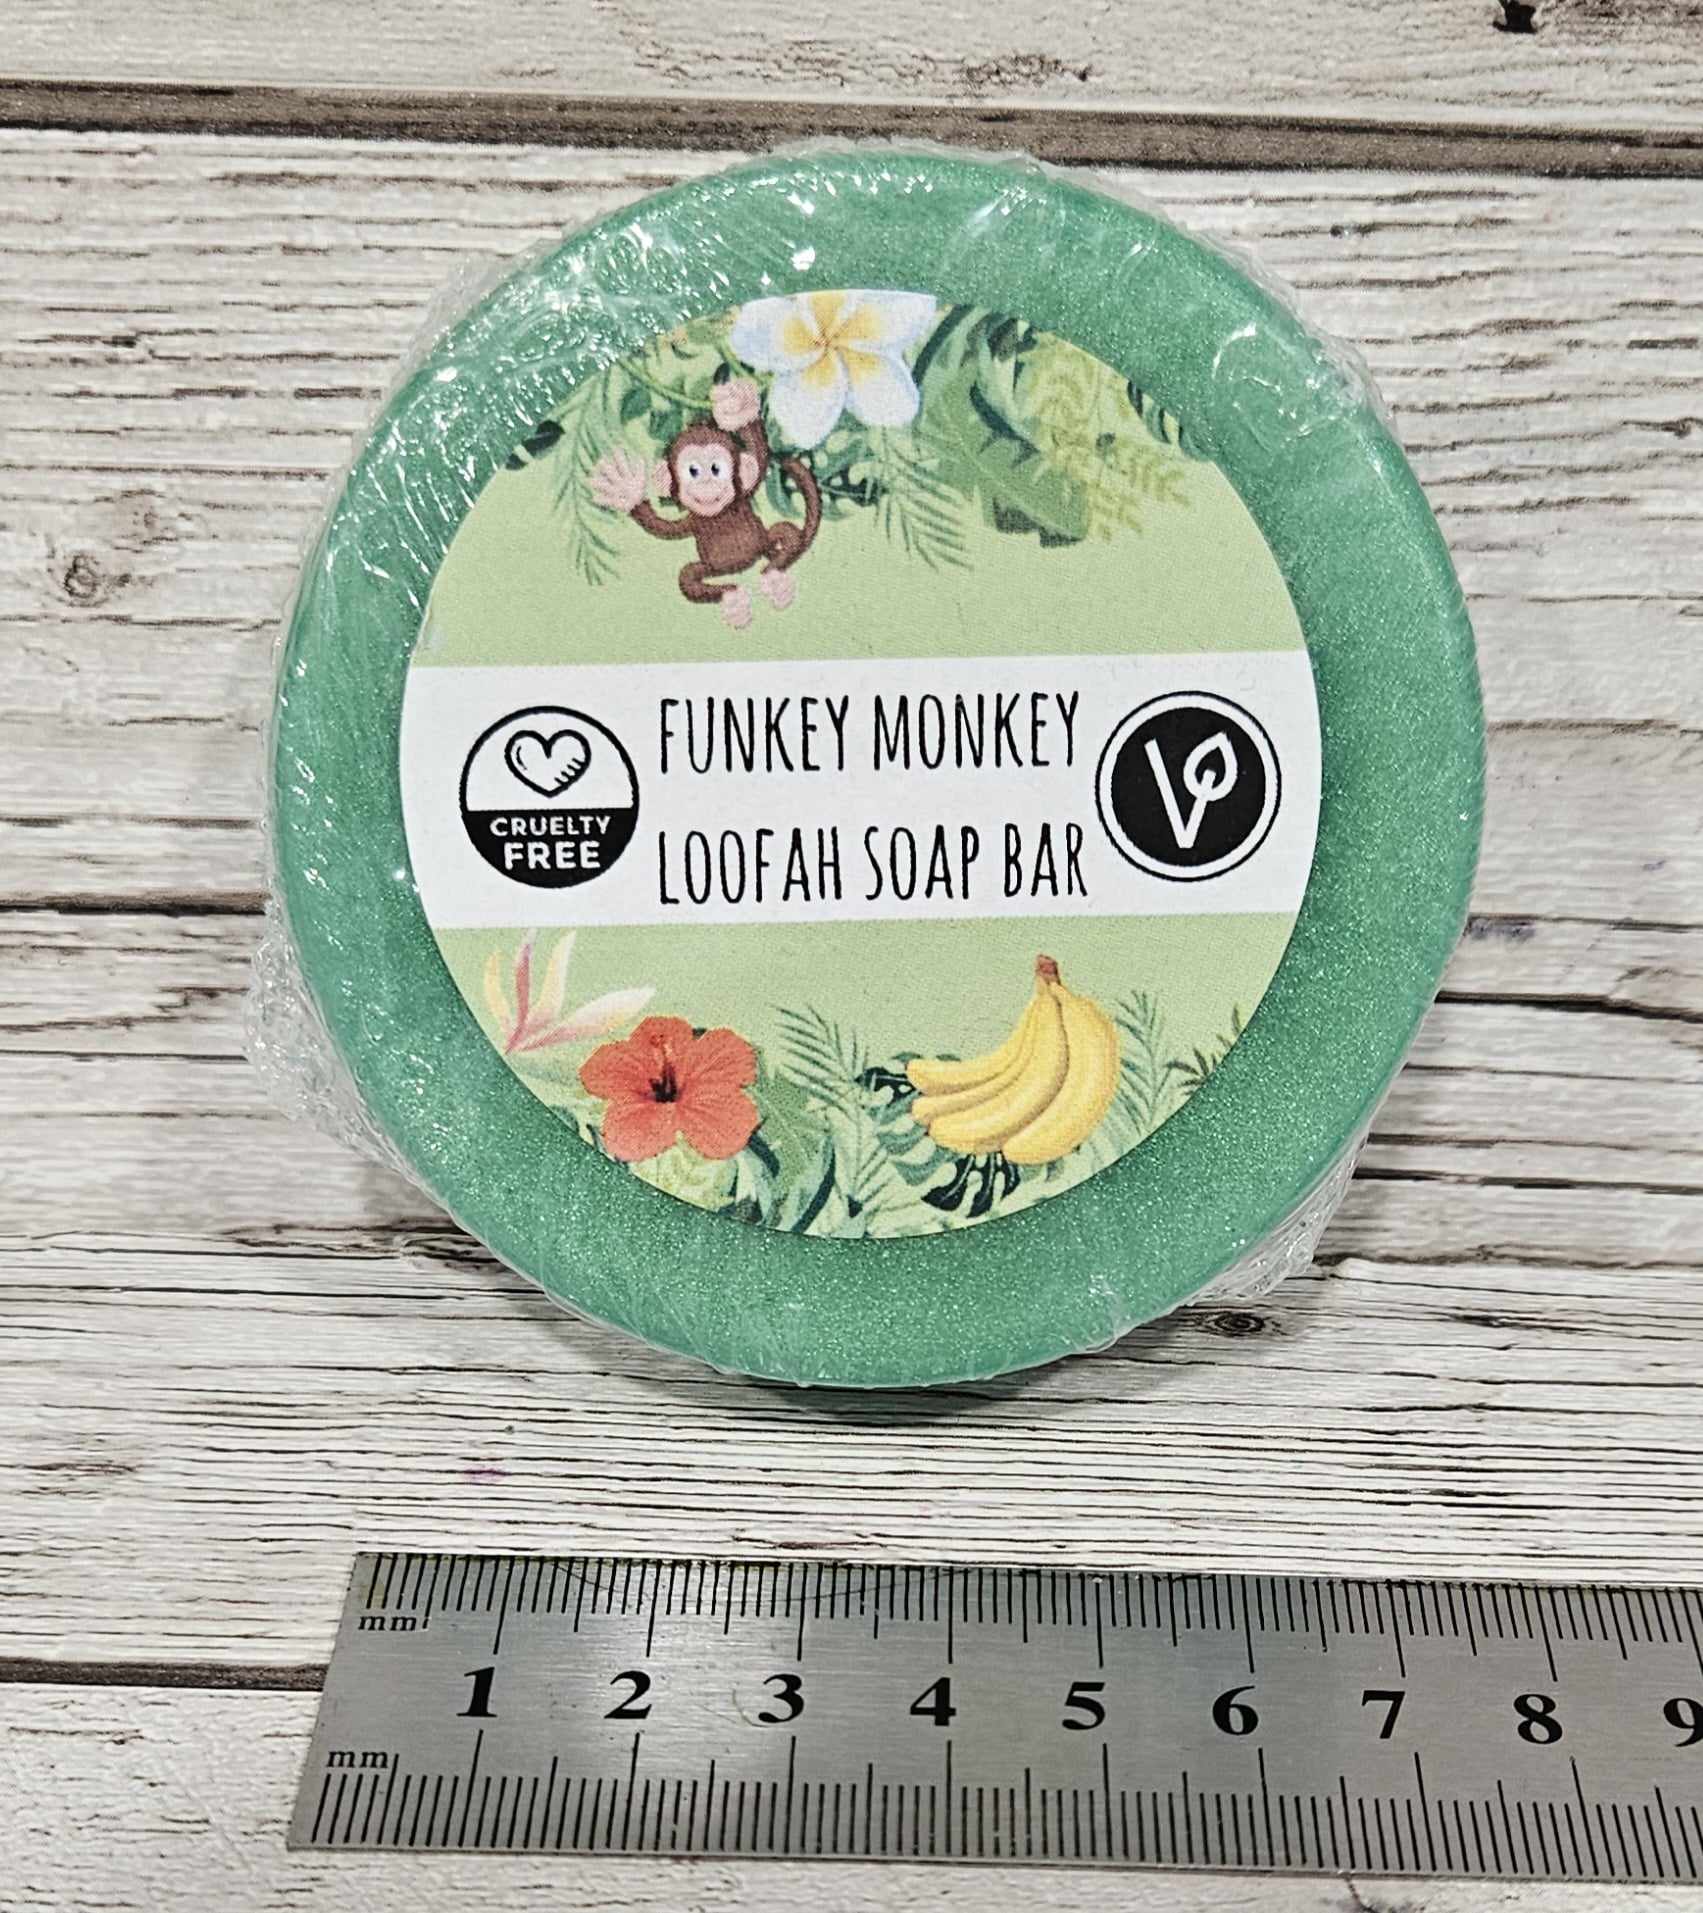 FUNKEY MONKEY
LOOFAH SOAP BAR
CRUELTY
FREE
V
mm
1 2 3 4 5 6 7 8 9
mm